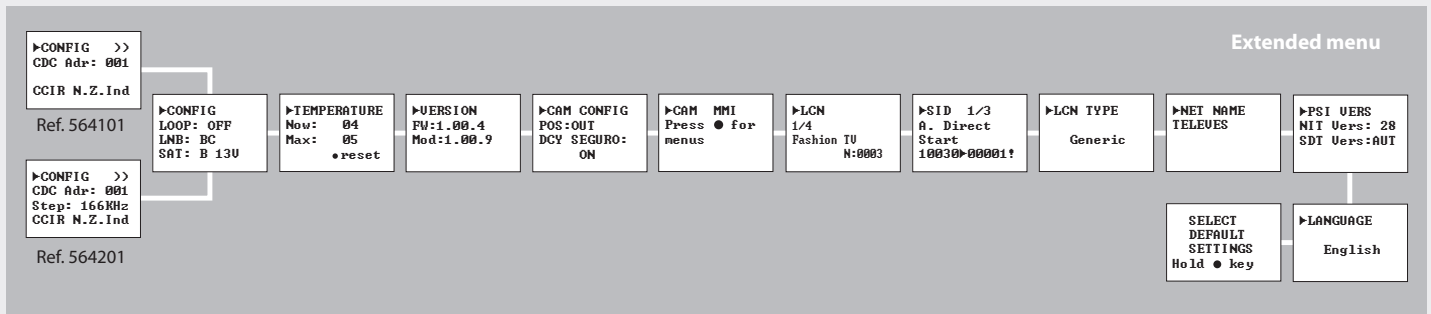 Extended menu
▶CONFIG >>
CDC Adr: 001
CCIR N.Z.Ind
Ref. 564101
▶CONFIG >>
CDC Adr: 001
Step: 166KHz
CCIR N.Z.Ind
Ref. 564201
▶CONFIG
LOOP: OFF
LNB: BC
SAT: B 13V
▶TEMPERATURE
Now: 04
Max: 05
●reset
▶VERSION
FW:1.00.4
Mod:1.00.9
▶CAM CONFIG
POS:OUT
DCY SEGURO:
ON
▶CAM MMI
Press ● for
menus
▶LCN
1/4
Fashion TV
N:0003
▶SID 1/3
A. Direct
Start
10030▶00001!
▶LCN TYPE
Generic
▶NET NAME
TELEVES
▶PSI VERS
NIT Vers: 28
SDT Vers:AUT
▶LANGUAGE
English
SELECT
DEFAULT
SETTINGS
Hold ● key